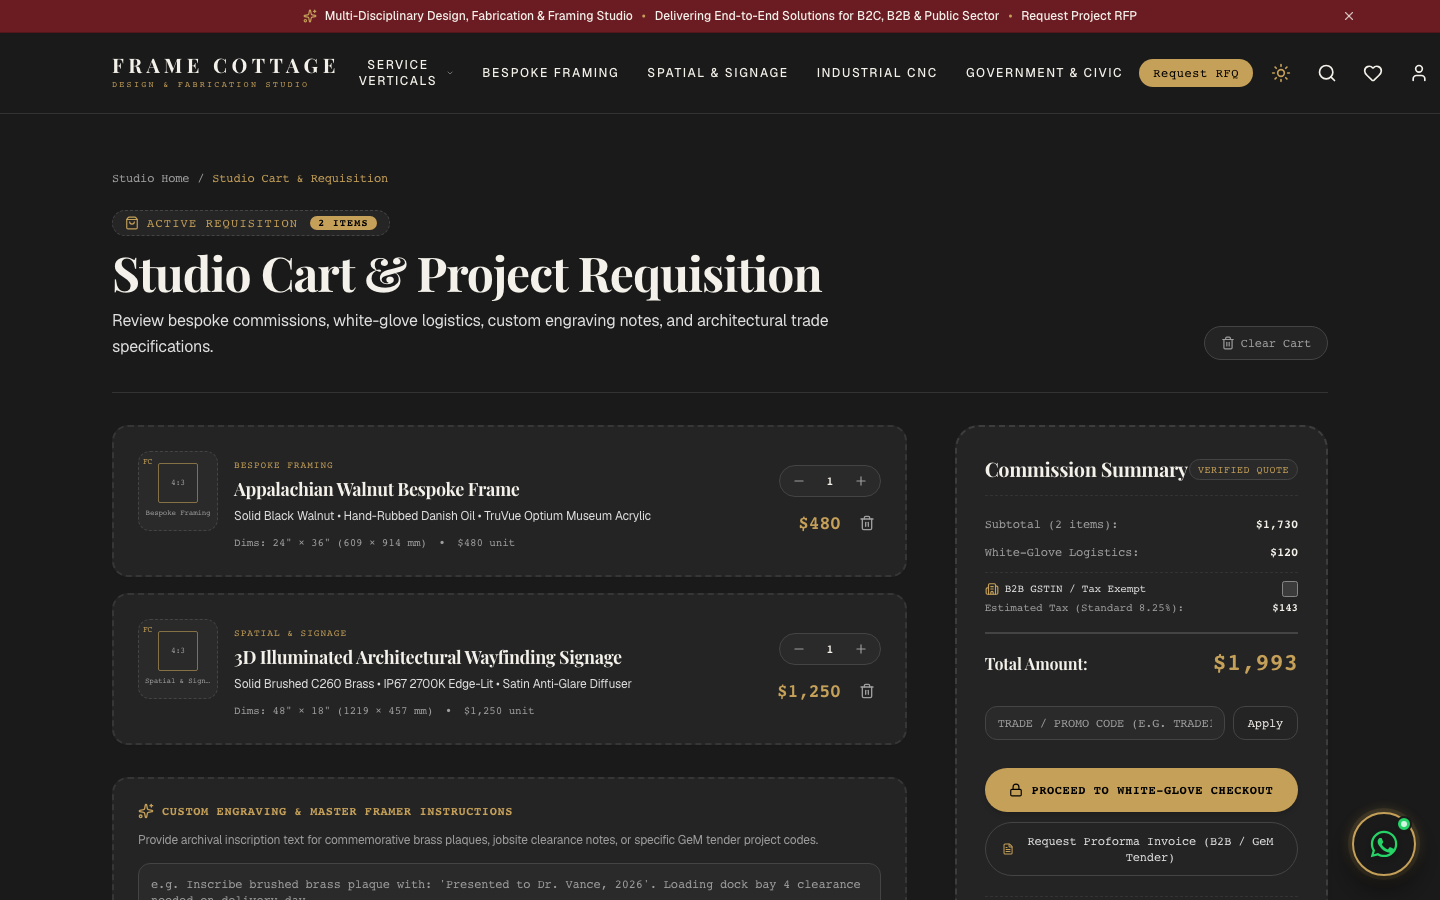 Multi-Disciplinary Design, Fabrication & Framing Studio • Delivering End-to-End Solutions for B2C, B2B & Public Sector • Request Project RFP
FRAME COTTAGE
DESIGN & FABRICATION STUDIO
SERVICE VERTICALS
BESPOKE FRAMING
SPATIAL & SIGNAGE
INDUSTRIAL CNC
GOVERNMENT & CIVIC
Request RFQ
Studio Home / Studio Cart & Requisition
ACTIVE REQUISITION 2 ITEMS
Studio Cart & Project Requisition
Review bespoke commissions, white-glove logistics, custom engraving notes, and architectural trade
specifications.
Clear Cart
FC
4:3
Bespoke Framing
BESPOKE FRAMING
Appalachian Walnut Bespoke Frame
Solid Black Walnut • Hand-Rubbed Danish Oil • TruVue Optium Museum Acrylic
Dims: 24" × 36" (609 × 914 mm) • $480 unit
1
$480
FC
4:3
Spatial & Sign…
SPATIAL & SIGNAGE
3D Illuminated Architectural Wayfinding Signage
Solid Brushed C260 Brass • IP67 2700K Edge-Lit • Satin Anti-Glare Diffuser
Dims: 48" × 18" (1219 × 457 mm) • $1,250 unit
1
$1,250
CUSTOM ENGRAVING & MASTER FRAMER INSTRUCTIONS
Provide archival inscription text for commemorative brass plaques, jobsite clearance notes, or specific GeM tender project codes.
e.g. Inscribe brushed brass plaque with: 'Presented to Dr. Vance, 2026'. Loading dock bay 4 clearance
needed on delivery day.
Commission Summary
VERIFIED QUOTE
Subtotal (2 items): $1,730
White-Glove Logistics: $120
B2B GSTIN / Tax Exempt
Estimated Tax (Standard 8.25%): $143
Total Amount: $1,993
TRADE / PROMO CODE (E.G. TRADE
Apply
PROCEED TO WHITE-GLOVE CHECKOUT
Request Proforma Invoice (B2B / GeM
Tender)